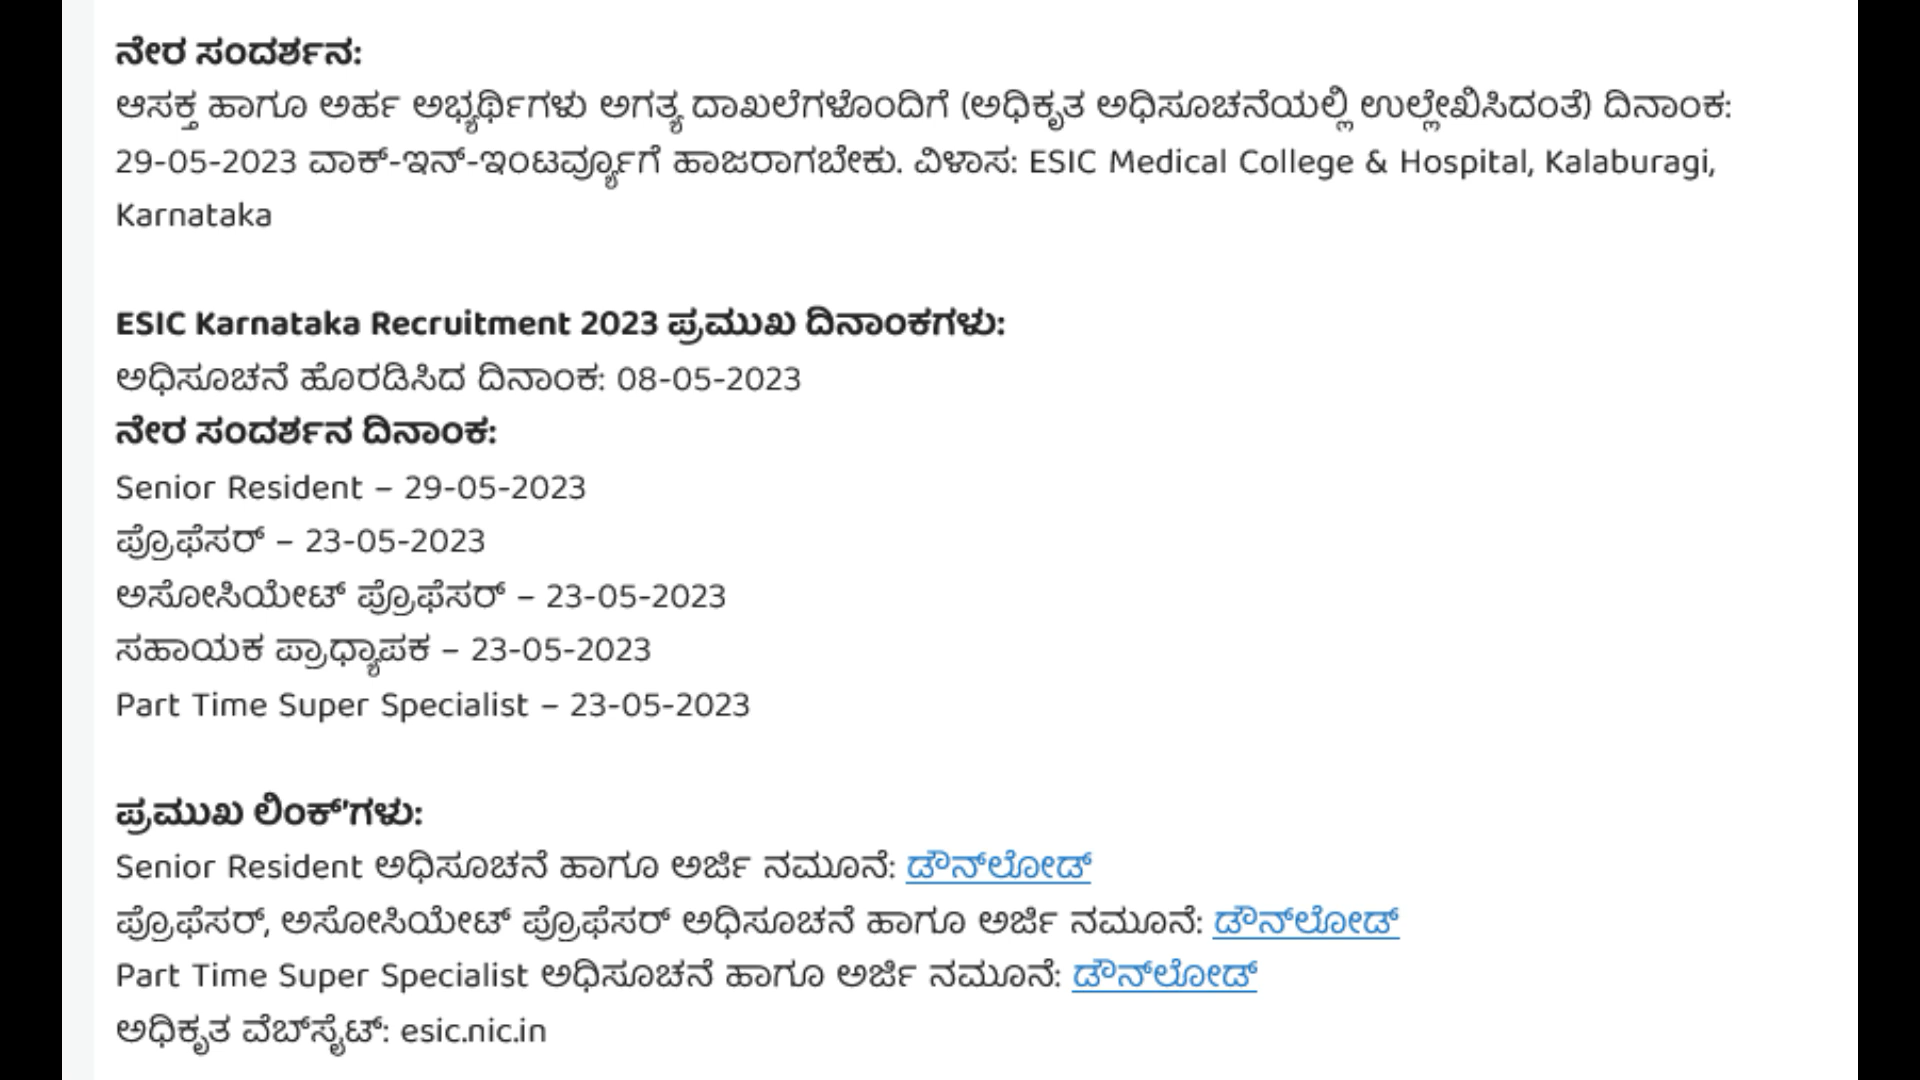 ನೇರ ಸಂದರ್ಶನ:
ಆಸಕ್ತ ಹಾಗೂ ಅರ್ಹ ಅಭ್ಯರ್ಥಿಗಳು ಅಗತ್ಯ ದಾಖಲೆಗಳೊಂದಿಗೆ (ಅಧಿಕೃತ ಅಧಿಸೂಚನೆಯಲ್ಲಿ ಉಲ್ಲೇಖಿಸಿದಂತೆ) ದಿನಾಂಕ:
29-05-2023 ವಾಕ್-ಇನ್-ಇಂಟರ್ವ್ಯೂಗೆ ಹಾಜರಾಗಬೇಕು. ವಿಳಾಸ: ESIC Medical College & Hospital, Kalaburagi,
Karnataka
ESIC Karnataka Recruitment 2023 ಪ್ರಮುಖ ದಿನಾಂಕಗಳು:
ಅಧಿಸೂಚನೆ ಹೊರಡಿಸಿದ ದಿನಾಂಕ: 08-05-2023
ನೇರ ಸಂದರ್ಶನ ದಿನಾಂಕ:
Senior Resident – 29-05-2023
ಪ್ರೊಫೆಸರ್ – 23-05-2023
ಅಸೋಸಿಯೇಟ್ ಪ್ರೊಫೆಸರ್ – 23-05-2023
ಸಹಾಯಕ ಪ್ರಾಧ್ಯಾಪಕ – 23-05-2023
Part Time Super Specialist – 23-05-2023
ಪ್ರಮುಖ ಲಿಂಕ್'ಗಳು:
Senior Resident ಅಧಿಸೂಚನೆ ಹಾಗೂ ಅರ್ಜಿ ನಮೂನೆ: ಡೌನ್‌ಲೋಡ್
ಪ್ರೊಫೆಸರ್, ಅಸೋಸಿಯೇಟ್ ಪ್ರೊಫೆಸರ್ ಅಧಿಸೂಚನೆ ಹಾಗೂ ಅರ್ಜಿ ನಮೂನೆ: ಡೌನ್‌ಲೋಡ್
Part Time Super Specialist ಅಧಿಸೂಚನೆ ಹಾಗೂ ಅರ್ಜಿ ನಮೂನೆ: ಡೌನ್‌ಲೋಡ್
ಅಧಿಕೃತ ವೆಬ್‌ಸೈಟ್: esic.nic.in